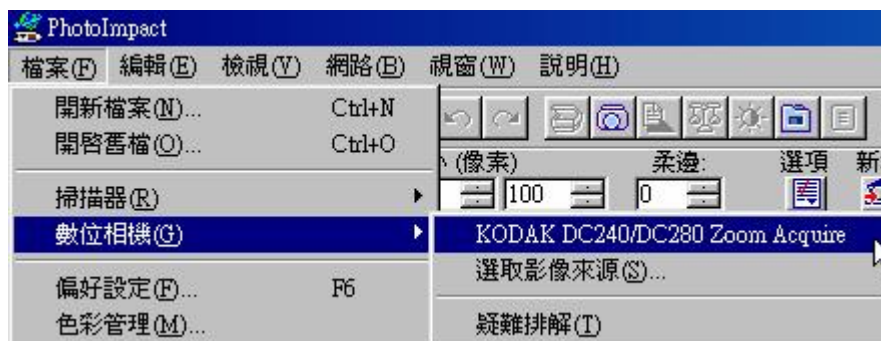 PhotoImpact
檔案(F) 編輯(E) 檢視(V) 網路(B) 視窗(W) 說明(H)
開新檔案(N)... Ctrl+N
開啓舊檔(O)... Ctrl+O
(像素) 柔邊: 選項 新
掃描器(R) 100 0
數位相機(G) KODAK DC240/DC280 Zoom Acquire
選取影像來源(S)...
偏好設定(F)... F6
色彩管理(M)... 疑難排解(T)